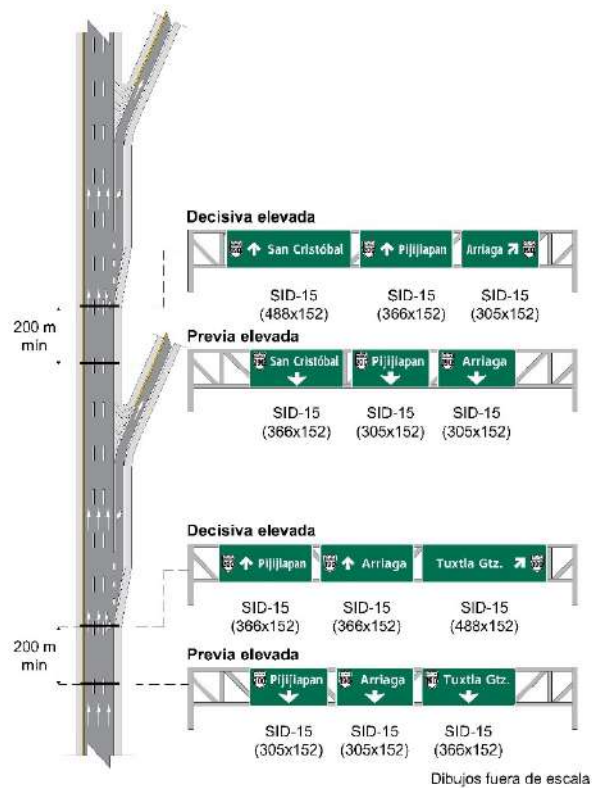 Decisiva elevada
San Cristóbal
Pijijiapan
Arriaga
SID-15
(488x152)
SID-15
(366x152)
SID-15
(305x152)
200 m
min
Previa elevada
San Cristóbal
Pijijiapan
Arriaga
SID-15
(366x152)
SID-15
(305x152)
SID-15
(305x152)
Decisiva elevada
Pijijiapan
Arriaga
Tuxtla Gtz.
SID-15
(366x152)
SID-15
(366x152)
SID-15
(488x152)
200 m
min
Previa elevada
Pijijiapan
Arriaga
Tuxtla Gtz.
SID-15
(305x152)
SID-15
(305x152)
SID-15
(366x152)
Dibujos fuera de escala